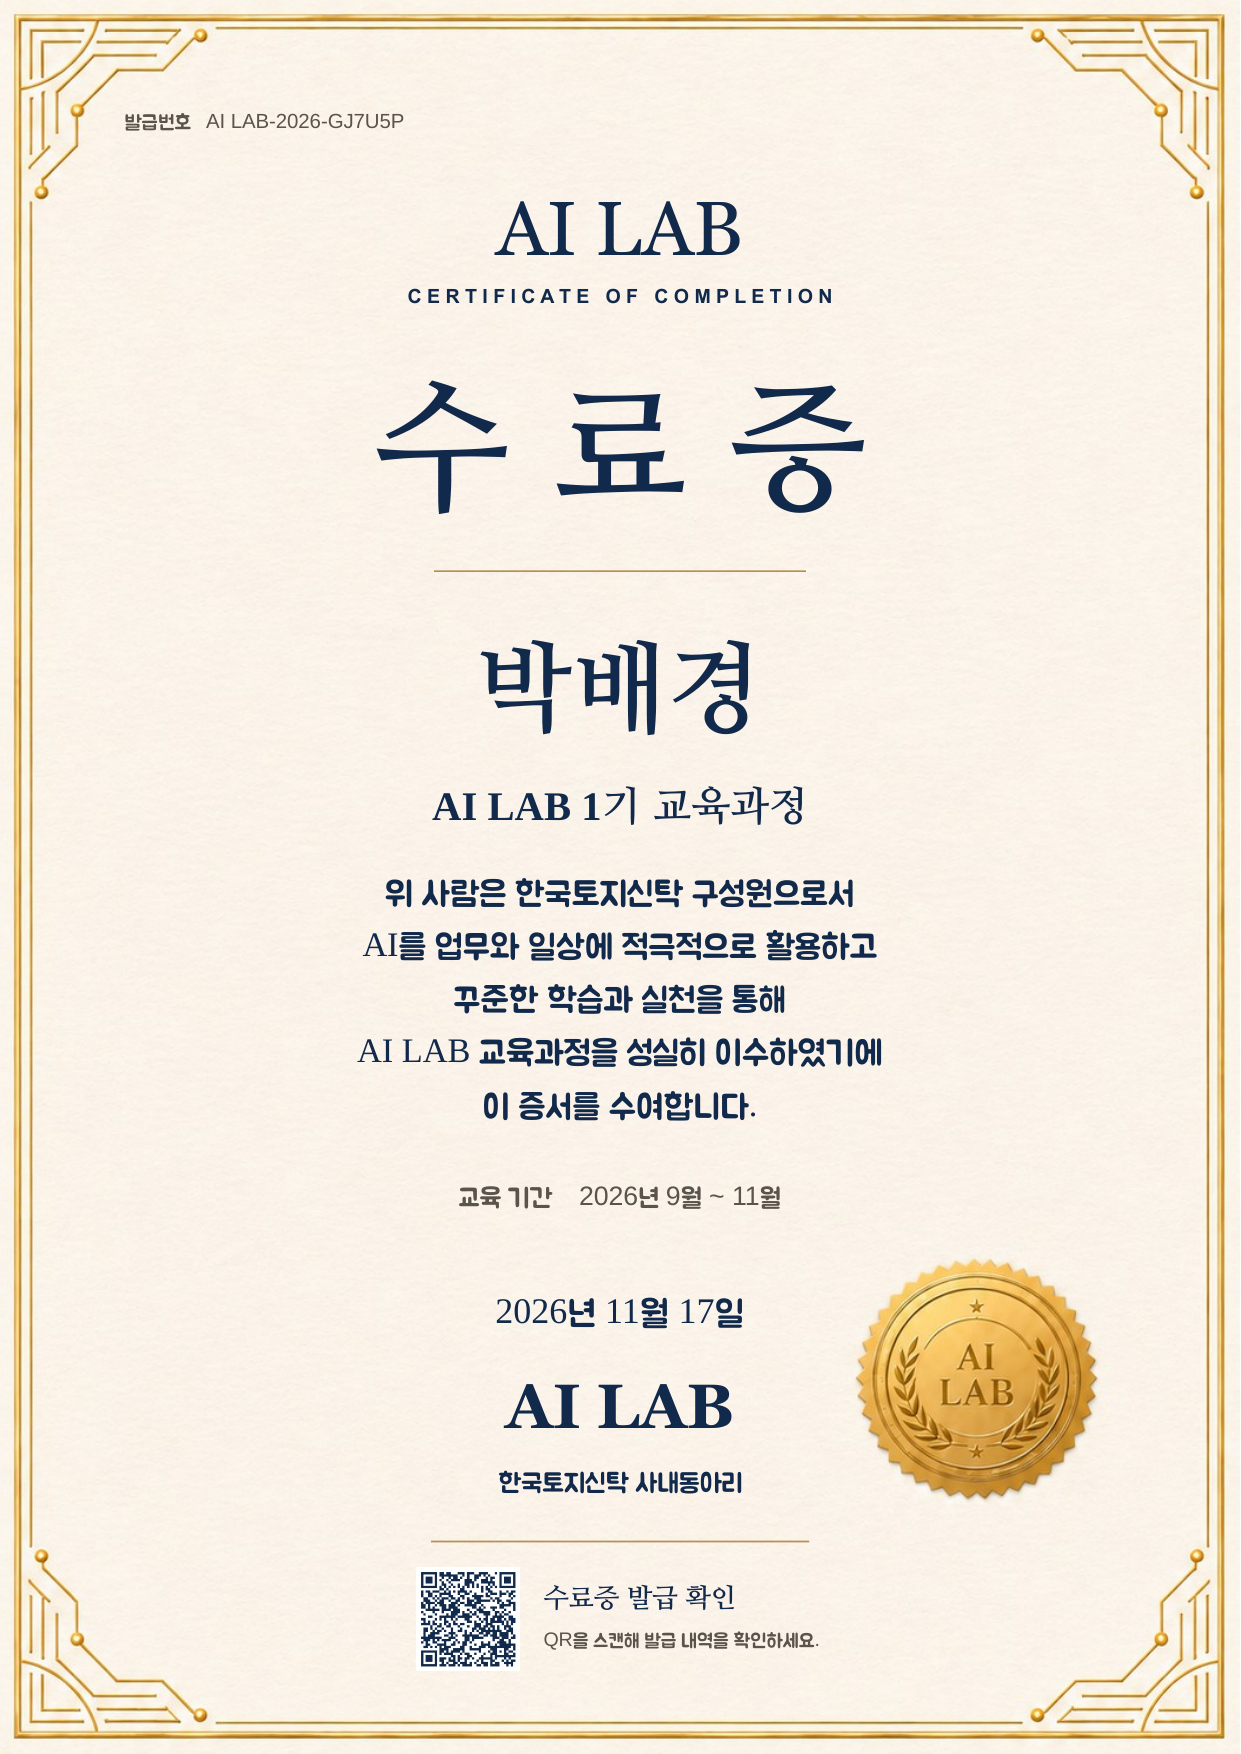 발급번호 AI LAB-2026-GJ7U5P
AI LAB
CERTIFICATE OF COMPLETION
수료증
박배경
AI LAB 1기 교육과정
위 사람은 한국토지신탁 구성원으로서
AI를 업무와 일상에 적극적으로 활용하고
꾸준한 학습과 실천을 통해
AI LAB 교육과정을 성실히 이수하였기에
이 증서를 수여합니다.
교육 기간 2026년 9월 ~ 11월
2026년 11월 17일
AI LAB
한국토지신탁 사내동아리
AI
LAB
수료증 발급 확인
QR을 스캔해 발급 내역을 확인하세요.